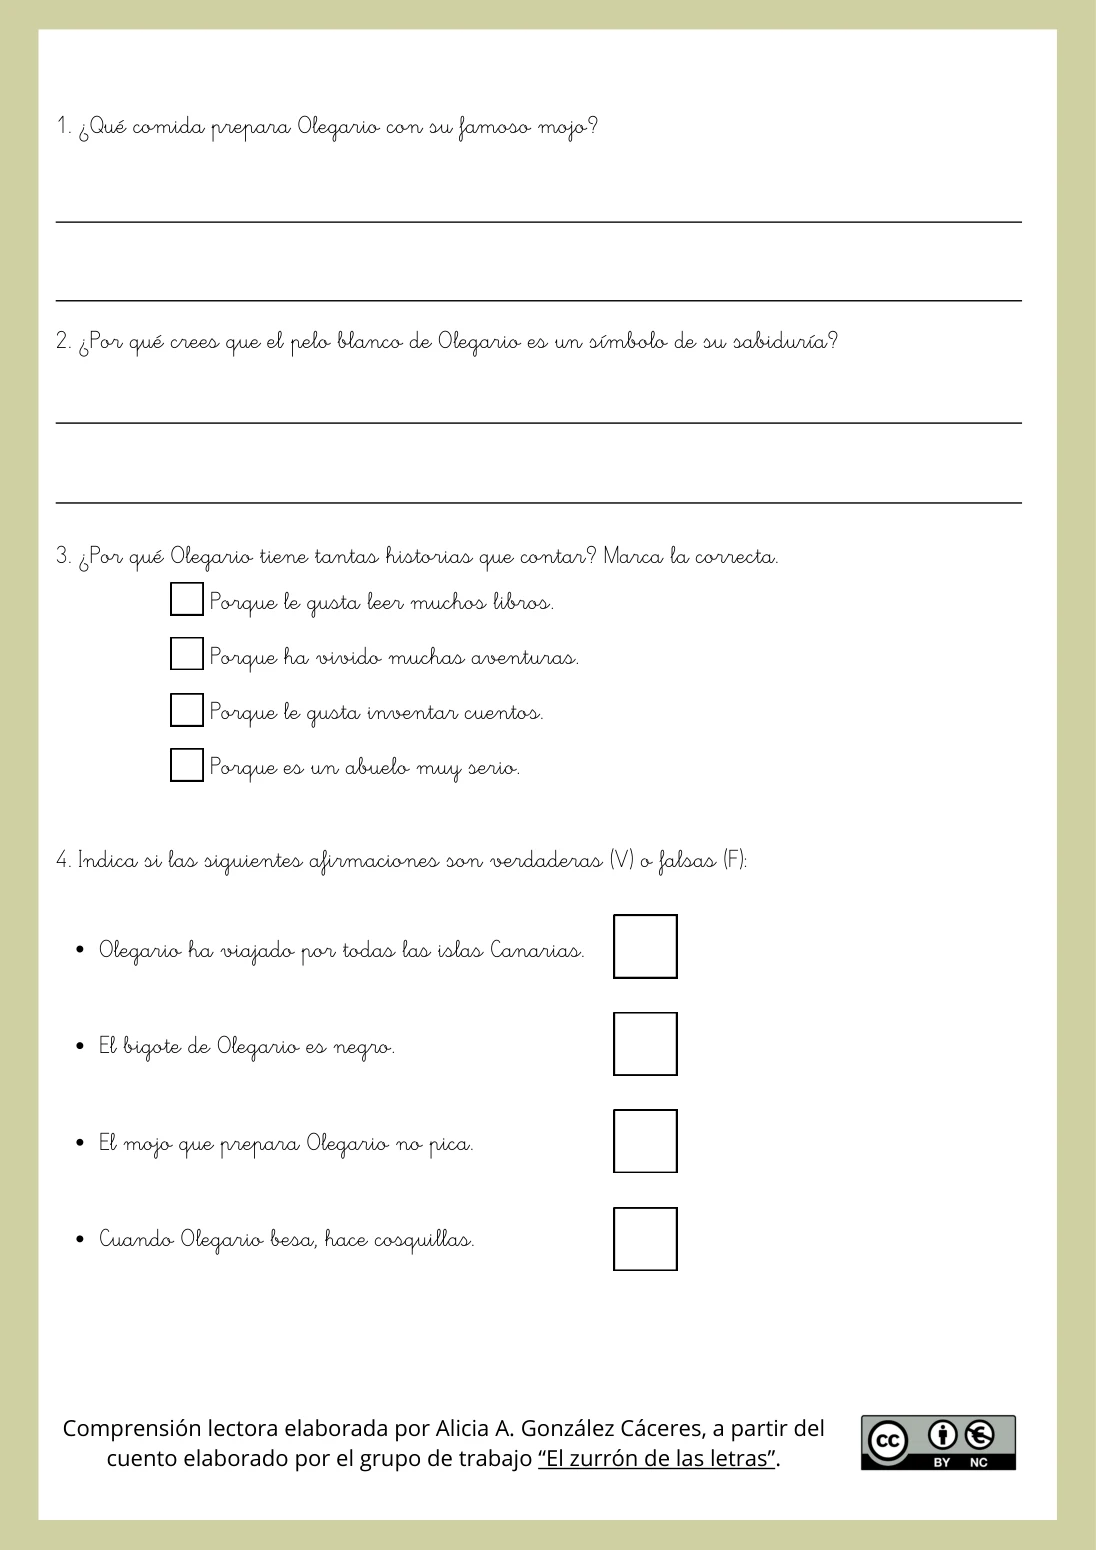 1. ¿Qué comida prepara Olegario con su famoso mojo?
2. ¿Por qué crees que el pelo blanco de Olegario es un símbolo de su sabiduría?
3. ¿Por qué Olegario tiene tantas historias que contar? Marca la correcta.
Porque le gusta leer muchos libros.
Porque ha vivido muchas aventuras.
Porque le gusta inventar cuentos.
Porque es un abuelo muy serio.
4. Indica si las siguientes afirmaciones son verdaderas (V) o falsas (F):
• Olegario ha viajado por todas las islas Canarias.
• El bigote de Olegario es negro.
• El mojo que prepara Olegario no pica.
• Cuando Olegario besa, hace cosquillas.
Comprensión lectora elaborada por Alicia A. González Cáceres, a partir del
cuento elaborado por el grupo de trabajo “El zurrón de las letras”.
cc
BY NC